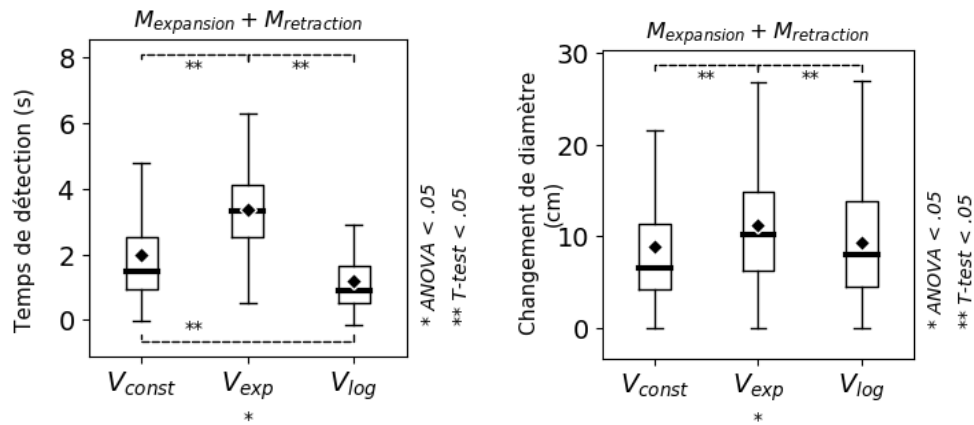 M_expansion + M_retraction
Temps de détection (s)
8
6
4
2
0
**
**
**
V_const
V_exp
V_log
*
* ANOVA < .05
** T-test < .05
M_expansion + M_retraction
Changement de diamètre
(cm)
30
20
10
0
**
**
V_const
V_exp
V_log
*
* ANOVA < .05
** T-test < .05